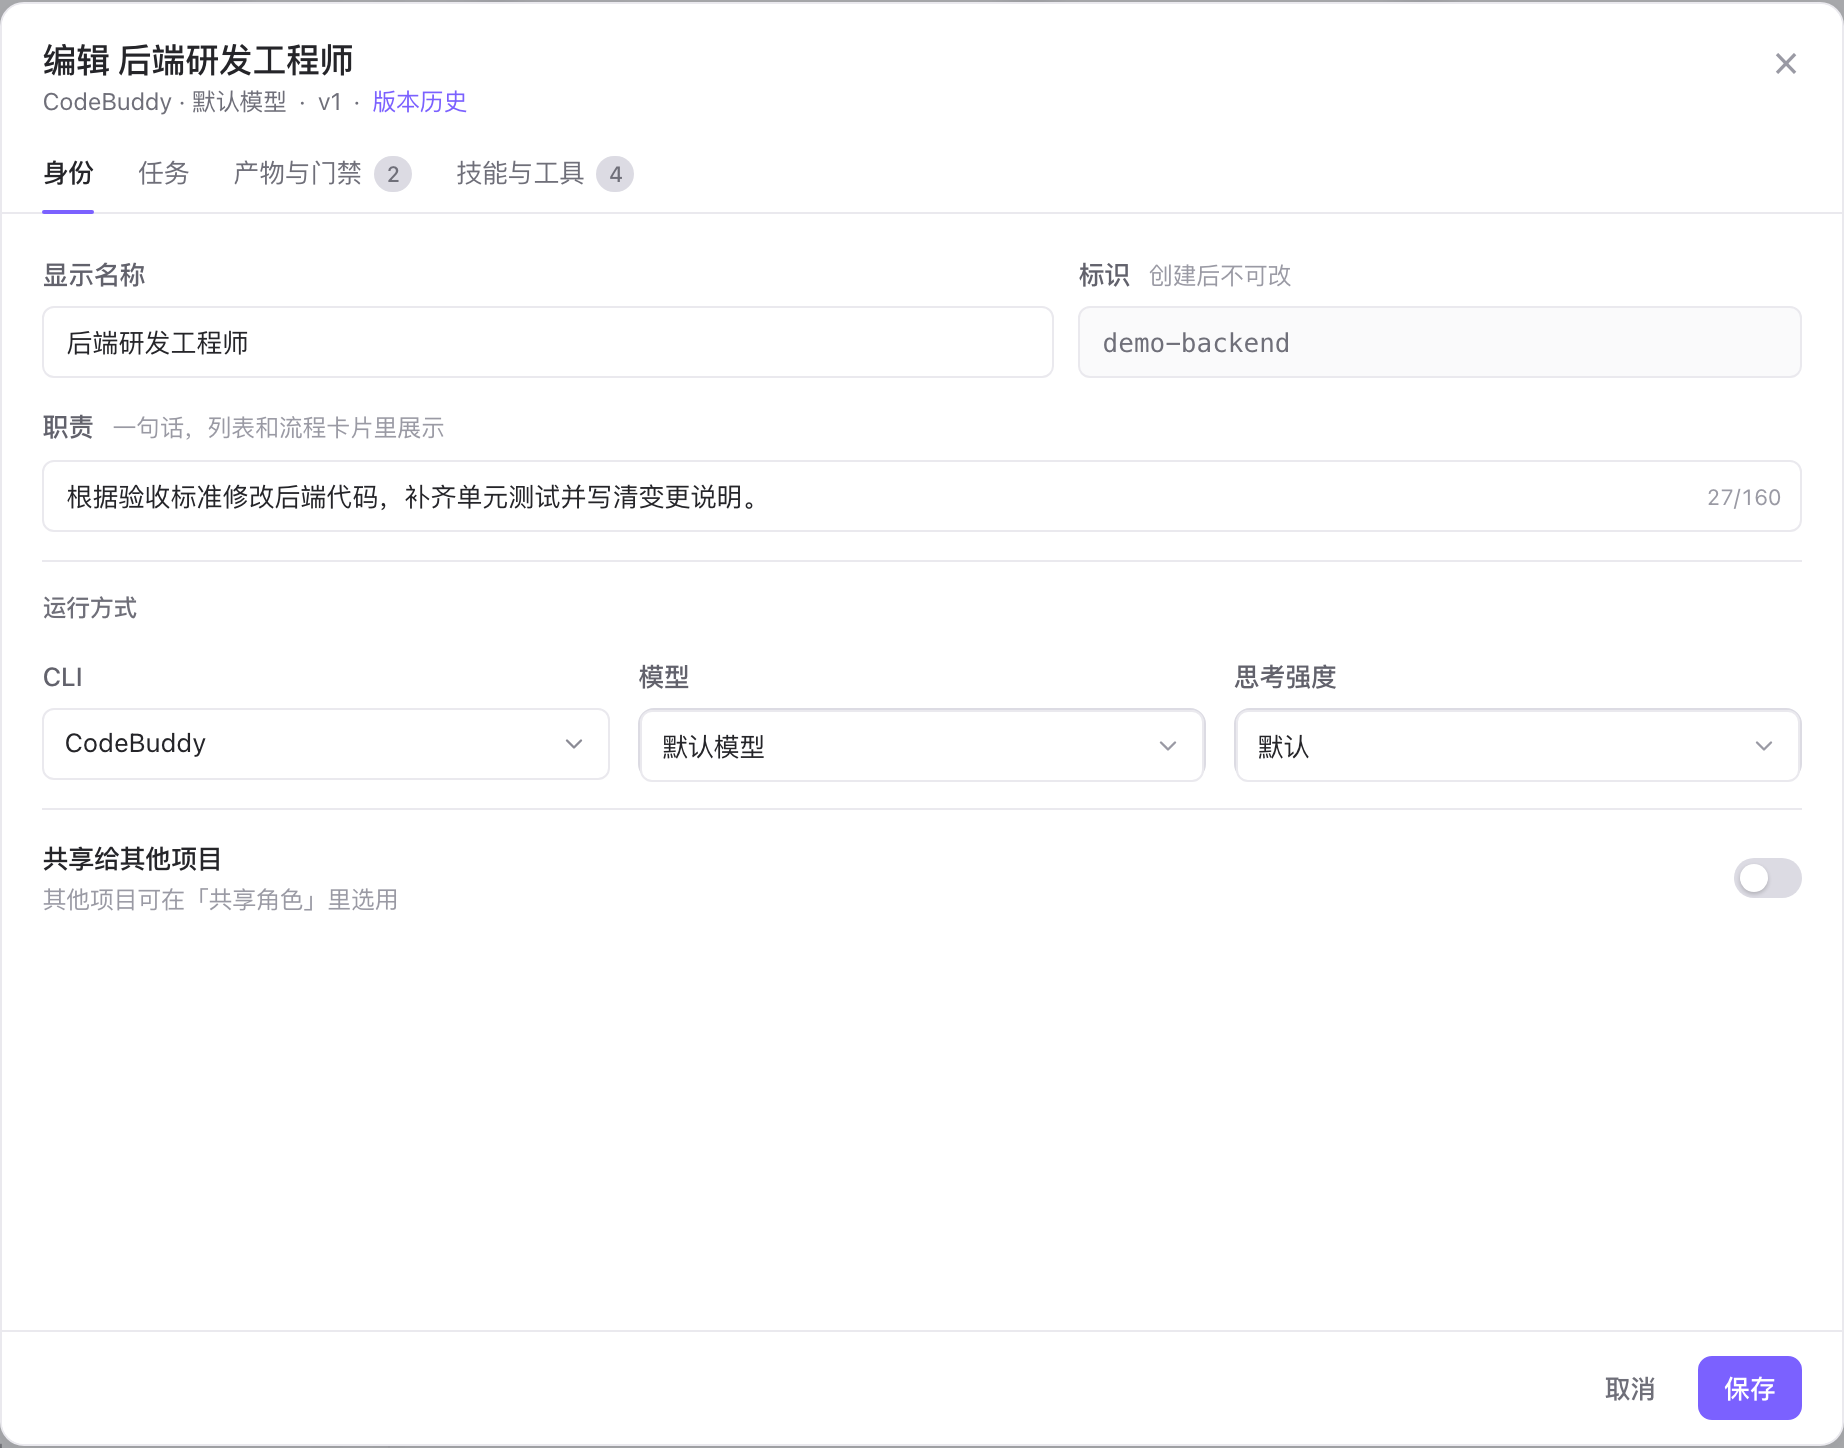 编辑 后端研发工程师
CodeBuddy · 默认模型 · v1 · 版本历史
身份 任务 产物与门禁 2 技能与工具 4
显示名称 标识 创建后不可改
后端研发工程师 demo-backend
职责 一句话，列表和流程卡片里展示
根据验收标准修改后端代码，补齐单元测试并写清变更说明。 27/160
运行方式
CLI 模型 思考强度
CodeBuddy 默认模型 默认
共享给其他项目
其他项目可在「共享角色」里选用
取消 保存